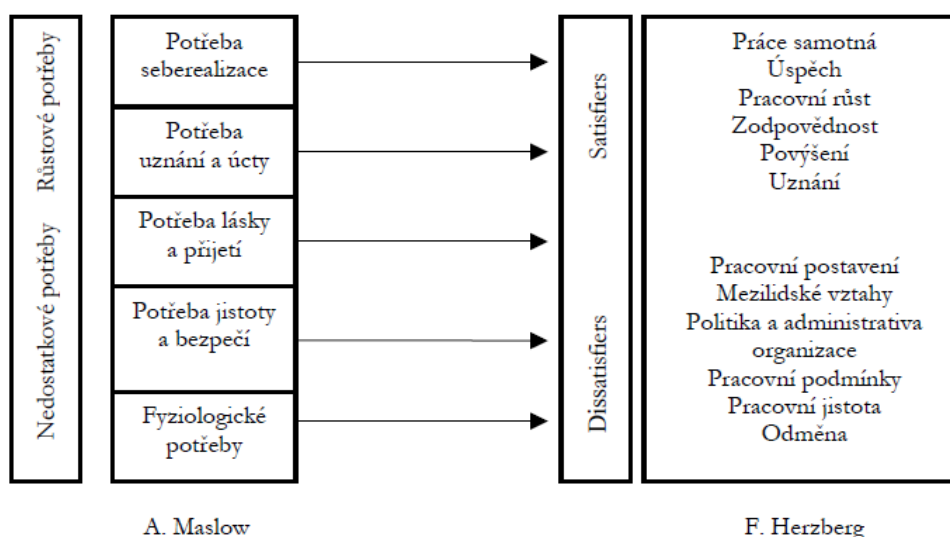 Růstové potřeby
Nedostatkové potřeby
Potřeba
seberealizace
Potřeba
uznání a úcty
Potřeba lásky
a přijetí
Potřeba jistoty
a bezpečí
Fyziologické
potřeby
A. Maslow
Satisfiers
Dissatisfiers
Práce samotná
Úspěch
Pracovní růst
Zodpovědnost
Povýšení
Uznání
Pracovní postavení
Mezilidské vztahy
Politika a administrativa
organizace
Pracovní podmínky
Pracovní jistota
Odměna
F. Herzberg